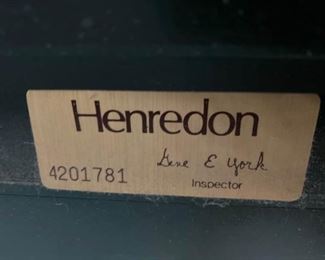 Henredon
Gene E York
4201781
Inspector